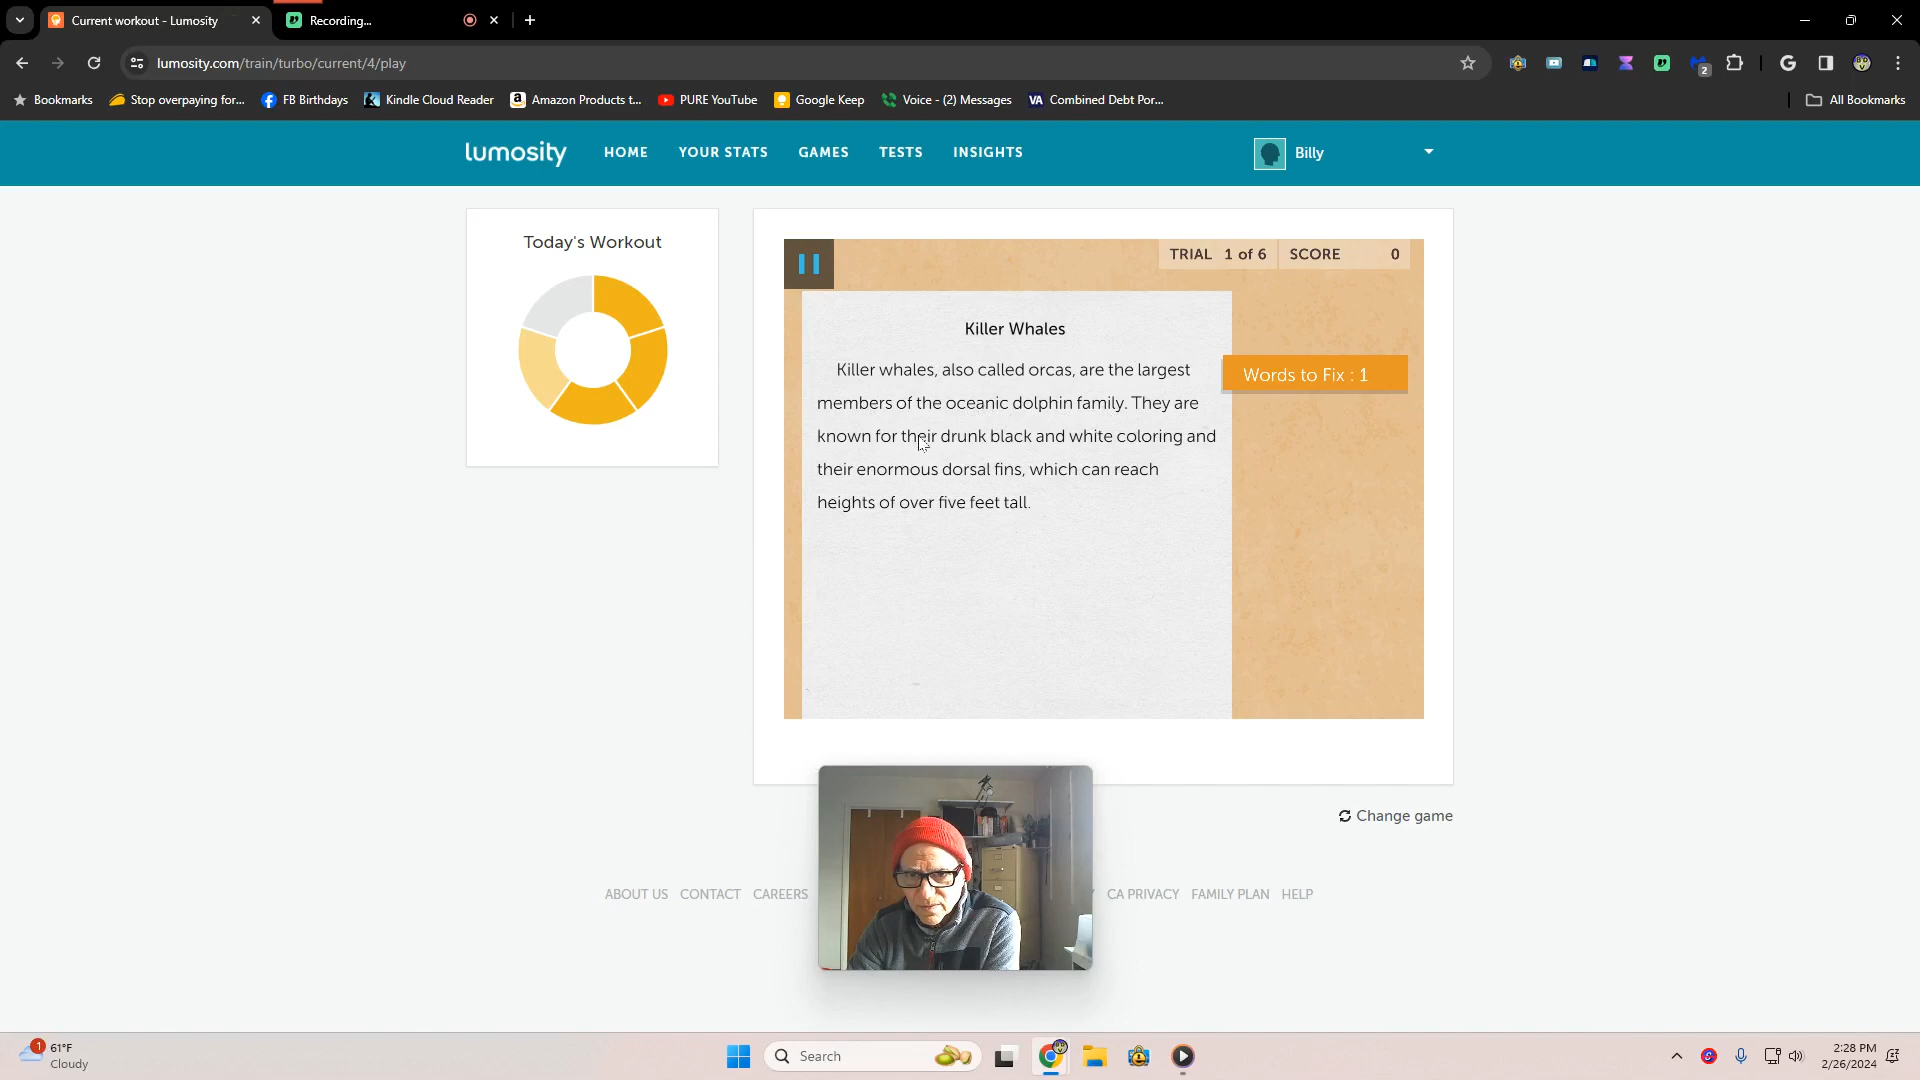 Current workout - Lumosity
Recording...
lumosity.com/train/turbo/current/4/play
2
Bookmarks
Stop overpaying for...
FB Birthdays
Kindle Cloud Reader
Amazon Products t...
PURE YouTube
Google Keep
Voice - (2) Messages
VA Combined Debt Por...
All Bookmarks
lumosity
HOME
YOUR STATS
GAMES
TESTS
INSIGHTS
Billy
Today's Workout
TRIAL 1 of 6
SCORE 0
Killer Whales
Killer whales, also called orcas, are the largest
members of the oceanic dolphin family. They are
known for their drunk black and white coloring and
their enormous dorsal fins, which can reach
heights of over five feet tall.
Words to Fix : 1
Change game
ABOUT US
CONTACT
CAREERS
CA PRIVACY
FAMILY PLAN
HELP
1
61°F
Cloudy
Search
2:28 PM
2/26/2024